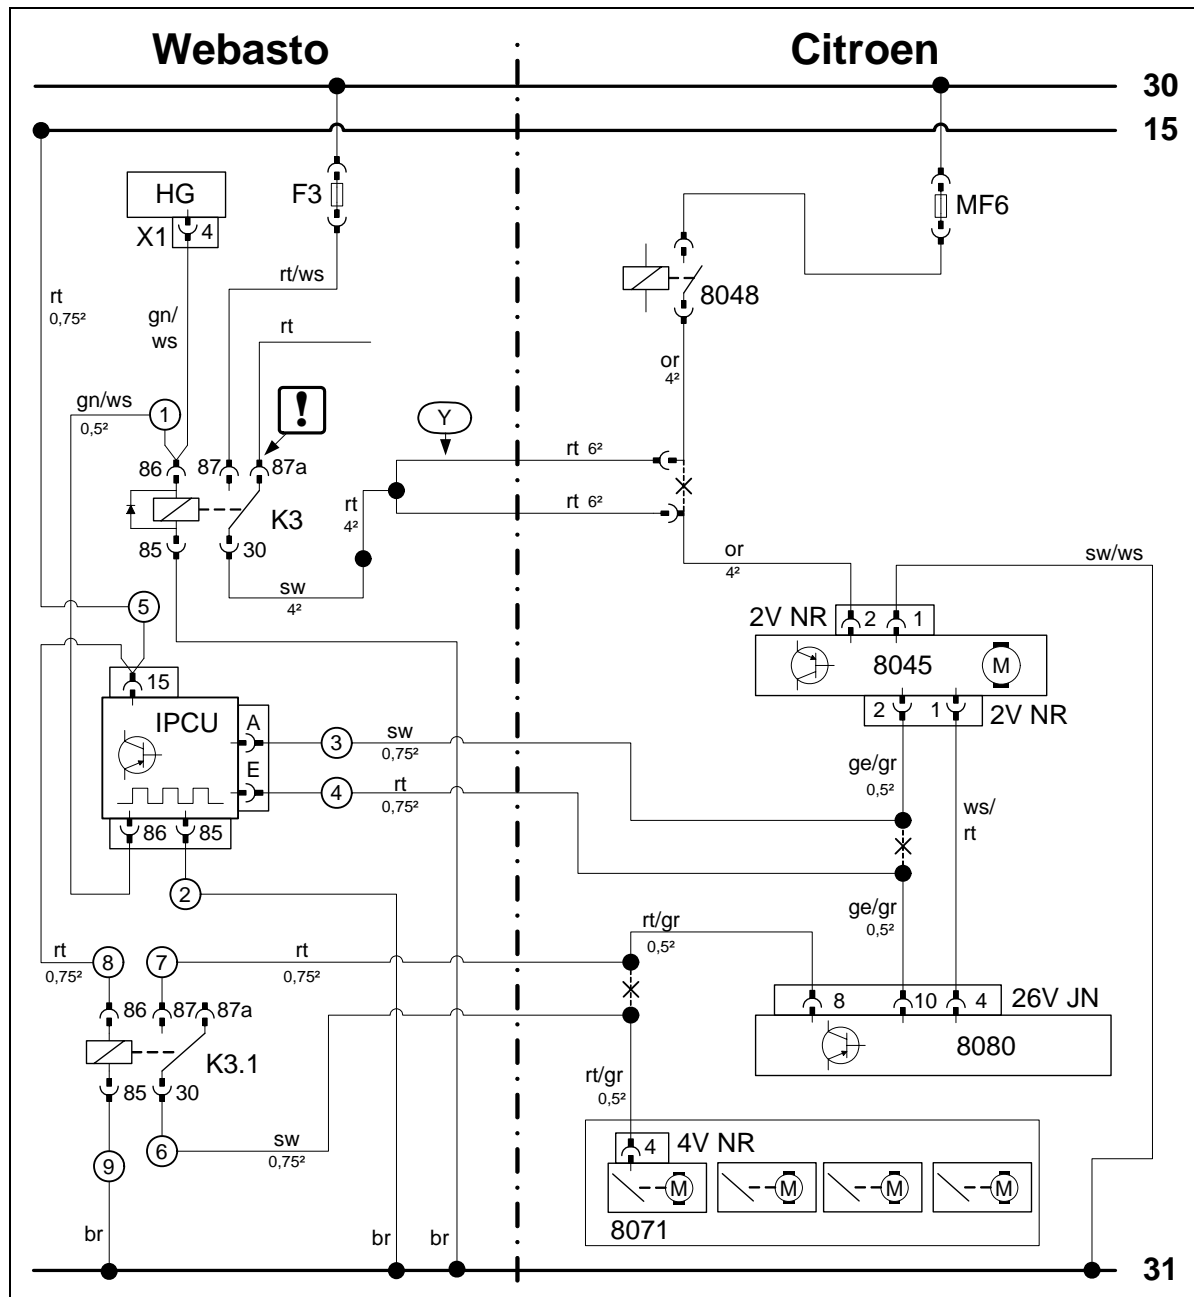 Webasto
Citroen
30
15
HG
X1
4
F3
MF6
rt/ws
8048
rt
0,75²
gn/
ws
rt
or
4²
gn/ws
0,5²
1
!
Y
86
87
87a
rt 6²
K3
rt
4²
rt 6²
85
30
sw
4²
or
4²
sw/ws
5
2V NR
2
1
15
8045
M
IPCU
A
2
1
2V NR
3
sw
0,75²
E
4
rt
0,75²
ge/gr
0,5²
ws/
rt
86
85
2
ge/gr
0,5²
rt/gr
0,5²
rt
0,75²
8
7
rt
0,75²
86
87
87a
8
10
4
26V JN
K3.1
8080
85
30
rt/gr
0,5²
6
sw
0,75²
4
4V NR
9
M
M
M
M
8071
br
br
br
31